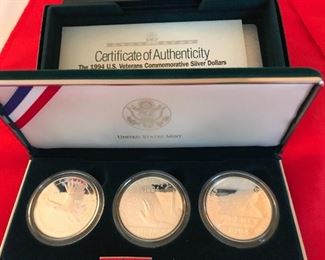 Certificate of Authenticity
The 1994 U.S. Veterans Commemorative Silver Dollars
UNITED STATES MINT